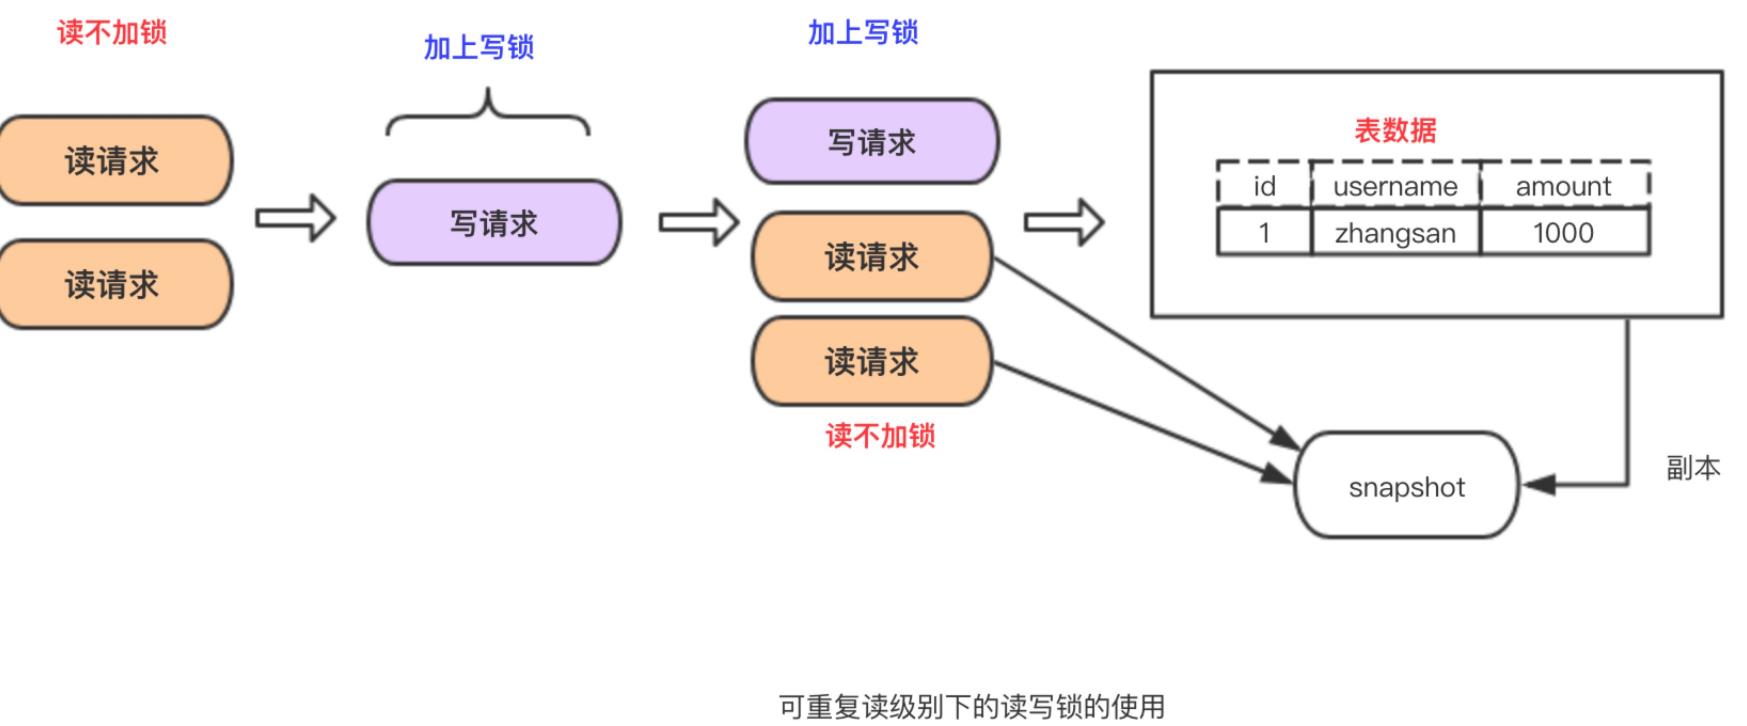 读不加锁
加上写锁
加上写锁
读请求
读请求
写请求
写请求
读请求
读请求
读不加锁
表数据
id username amount
1 zhangsan 1000
snapshot
副本
可重复读级别下的读写锁的使用